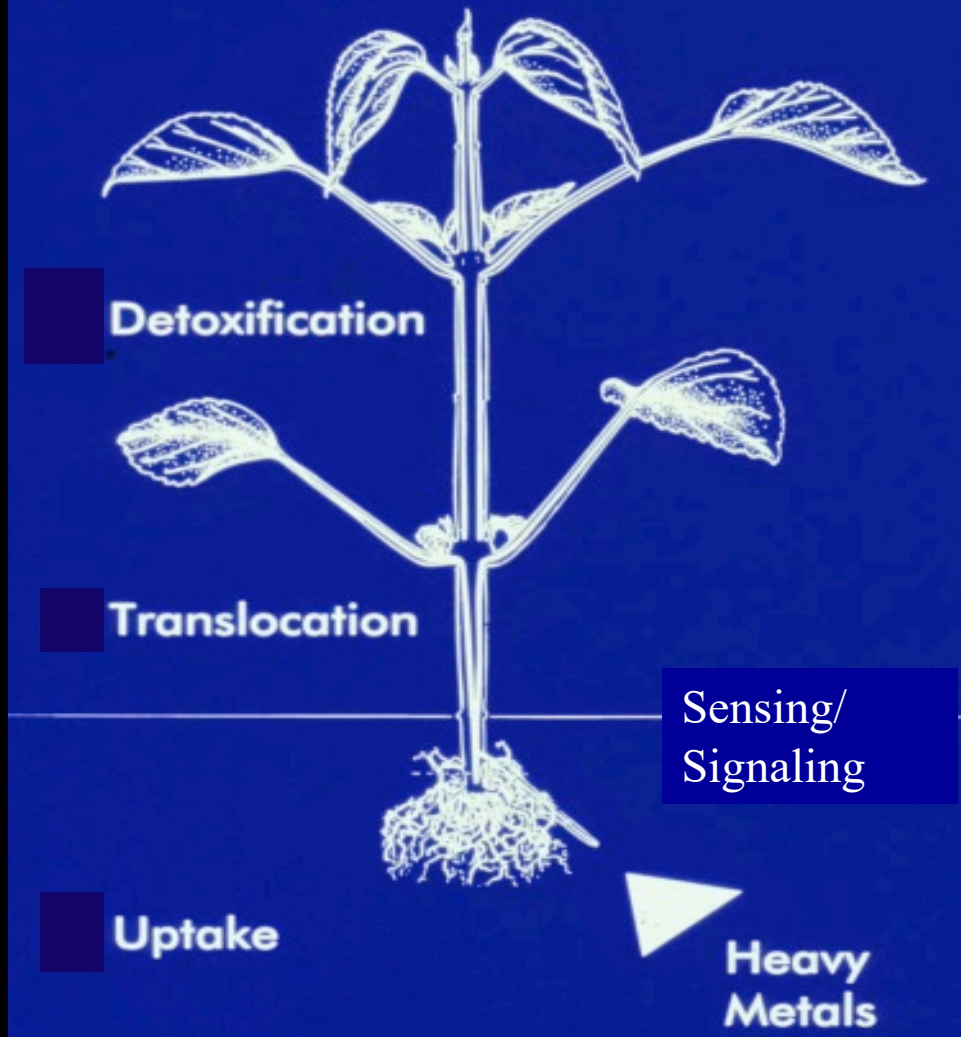 Detoxification
Translocation
Sensing/
Signaling
Uptake
Heavy
Metals